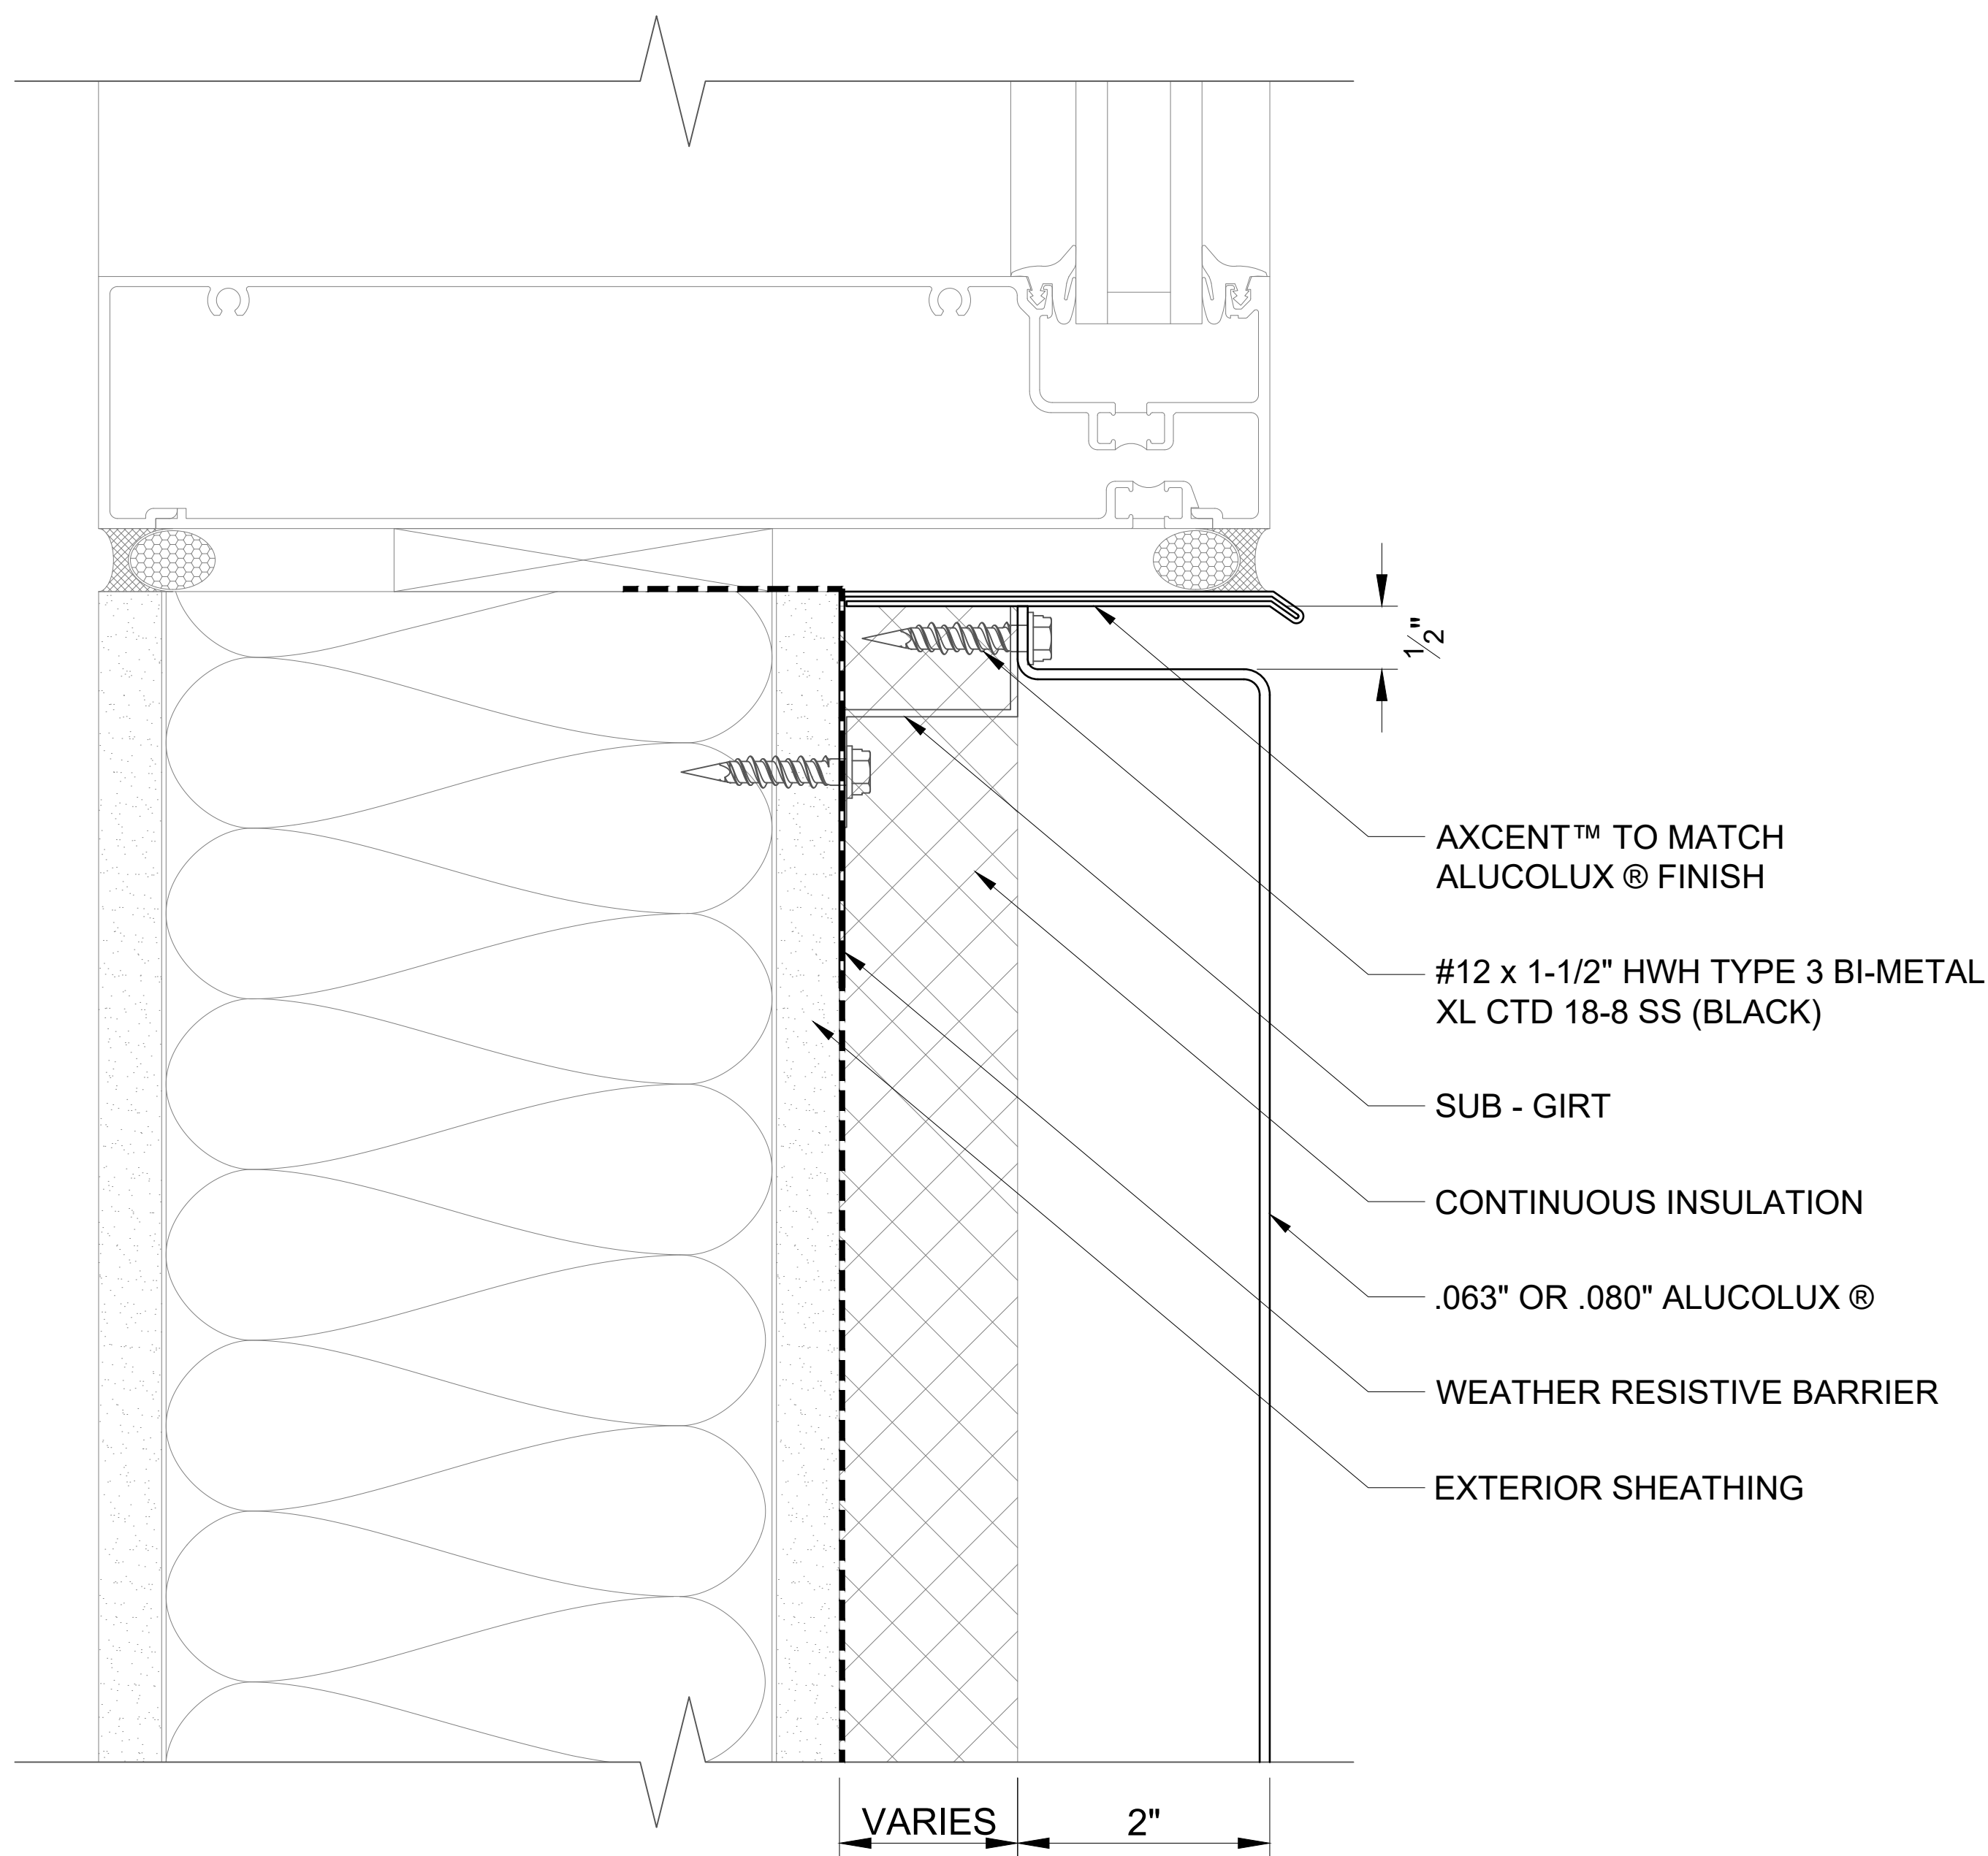 1/2"
AXCENT™ TO MATCH
ALUCOLUX ® FINISH
#12 x 1-1/2" HWH TYPE 3 BI-METAL
XL CTD 18-8 SS (BLACK)
SUB - GIRT
CONTINUOUS INSULATION
.063" OR .080" ALUCOLUX ®
WEATHER RESISTIVE BARRIER
EXTERIOR SHEATHING
VARIES
2"